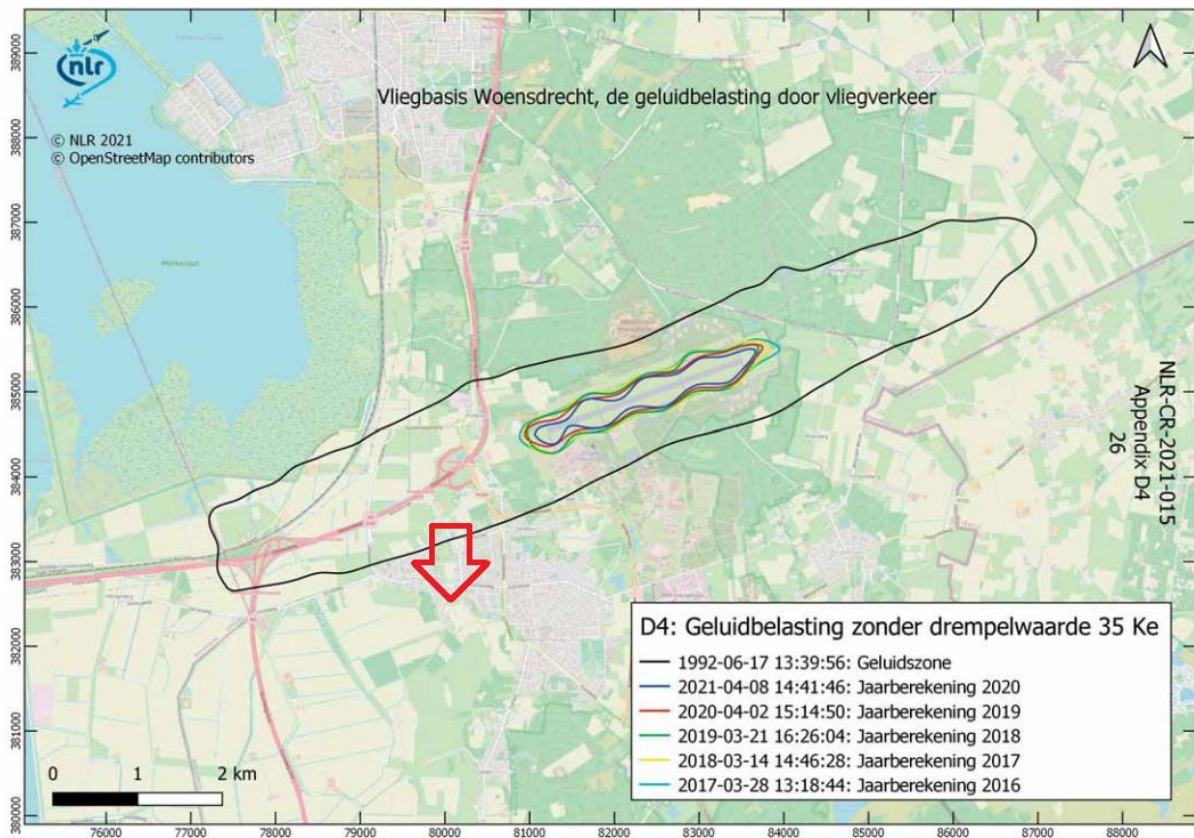 nlr
© NLR 2021
© OpenStreetMap contributors
Vliegbasis Woensdrecht, de geluidbelasting door vliegverkeer
389000
388000
387000
386000
385000
384000
383000
382000
381000
380000
Markiezaat
NLR-CR-2021-015
Appendix D4
26
D4: Geluidbelasting zonder drempelwaarde 35 Ke
1992-06-17 13:39:56: Geluidszone
2021-04-08 14:41:46: Jaarberekening 2020
2020-04-02 15:14:50: Jaarberekening 2019
2019-03-21 16:26:04: Jaarberekening 2018
2018-03-14 14:46:28: Jaarberekening 2017
2017-03-28 13:18:44: Jaarberekening 2016
0 1 2 km
76000 77000 78000 79000 80000 81000 82000 83000 84000 85000 86000 87000 88000